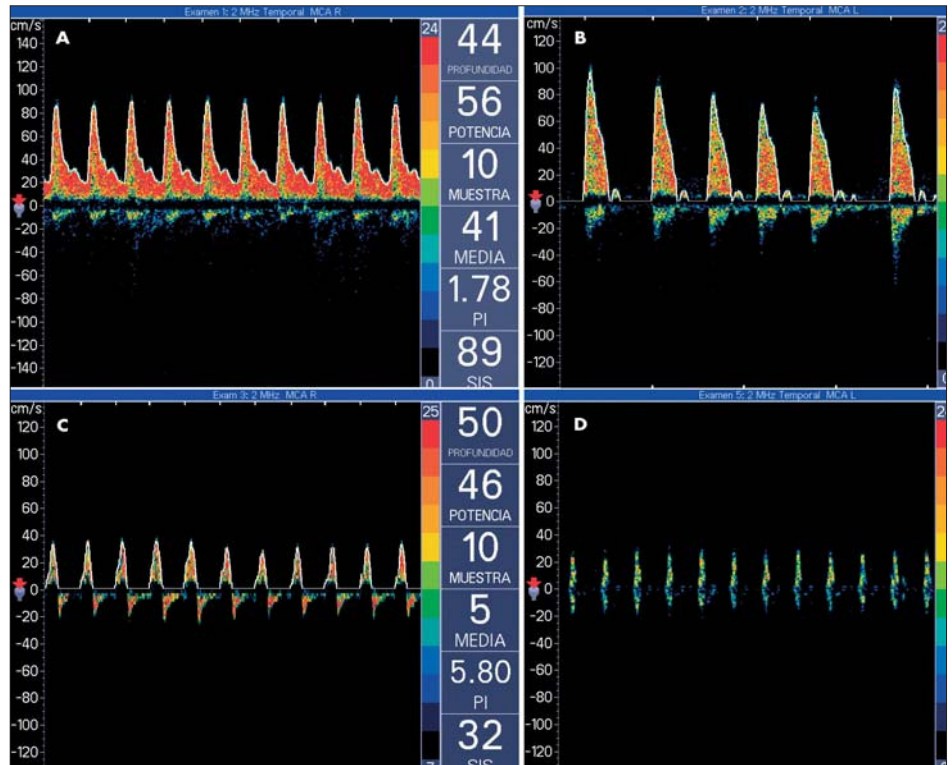 Examen 1: 2 MHz Temporal MCA R
cm/s
A
140
120
100
80
60
40
20
0
-20
-40
-60
-80
-100
-120
-140
24
0
44
PROFUNDIDAD
56
POTENCIA
10
MUESTRA
41
MEDIA
1.78
PI
89
SIS
Examen 2: 2 MHz Temporal MCA L
cm/s
B
120
100
80
60
40
20
0
-20
-40
-60
-80
-100
-120
Exam 3: 2 MHz MCA R
cm/s
C
120
100
80
60
40
20
0
-20
-40
-60
-80
-100
-120
25
50
PROFUNDIDAD
46
POTENCIA
10
MUESTRA
5
MEDIA
5.80
PI
32
SIS
Examen 5: 2 MHz Temporal MCA L
cm/s
D
120
100
80
60
40
20
0
-20
-40
-60
-80
-100
-120